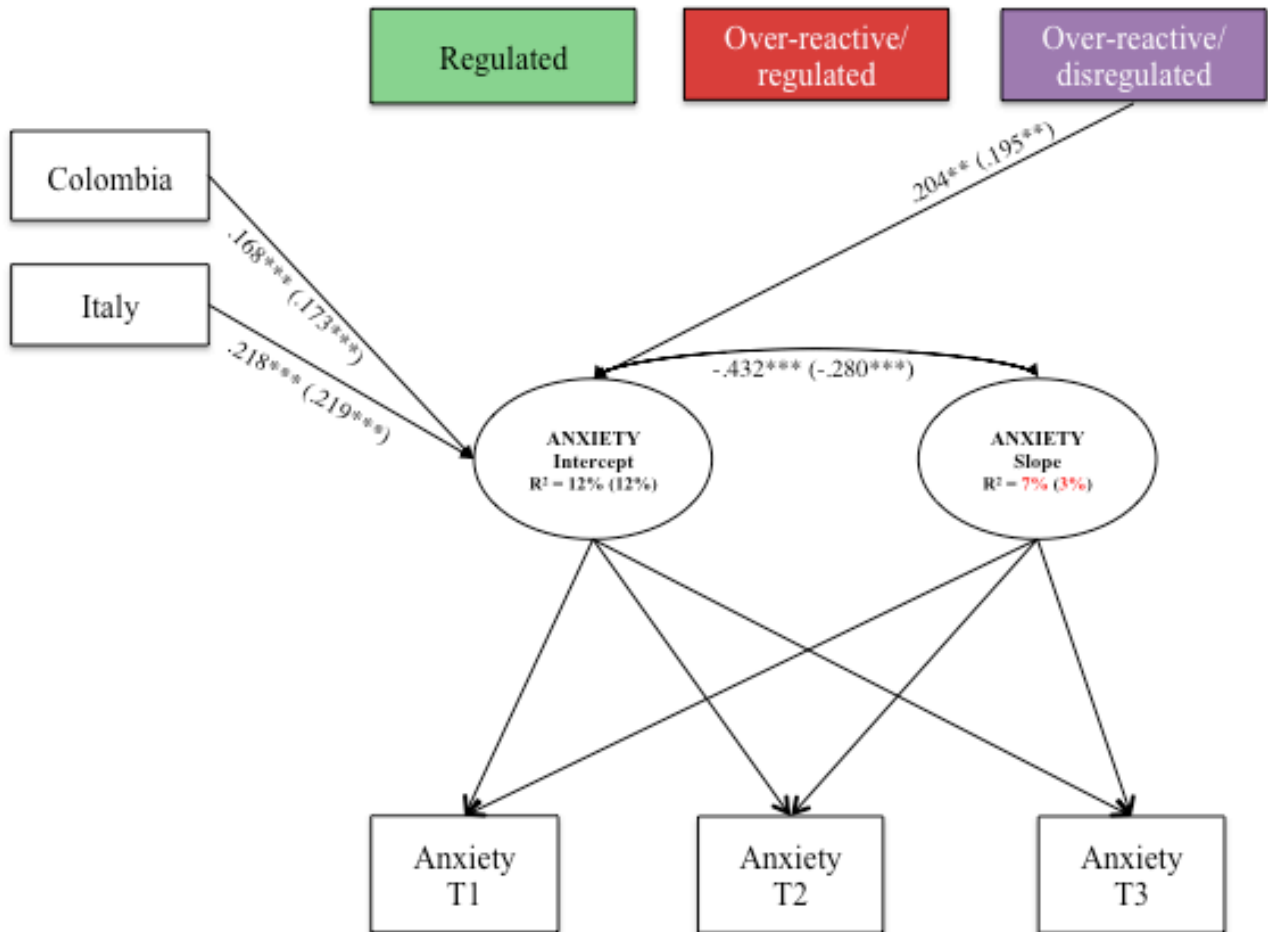 Regulated
Over-reactive/
regulated
Over-reactive/
disregulated
.204** (.195**)
Colombia
.168*** (.173***)
Italy
.218*** (.219***)
-.432*** (-.280***)
ANXIETY
Intercept
R² = 12% (12%)
ANXIETY
Slope
R² = 7% (3%)
Anxiety
T1
Anxiety
T2
Anxiety
T3